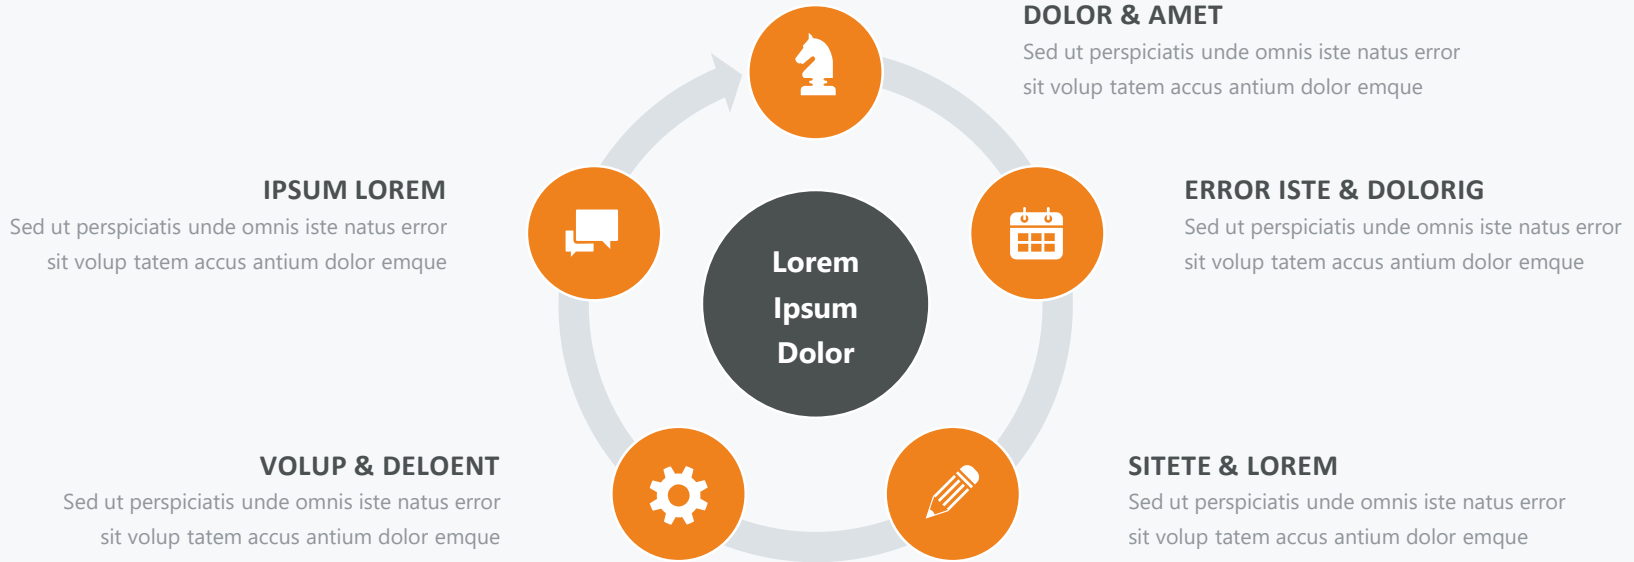 DOLOR & AMET
Sed ut perspiciatis unde omnis iste natus error
sit volup tatem accus antium dolor emque
IPSUM LOREM
Sed ut perspiciatis unde omnis iste natus error
sit volup tatem accus antium dolor emque
ERROR ISTE & DOLORIG
Sed ut perspiciatis unde omnis iste natus error
sit volup tatem accus antium dolor emque
Lorem
Ipsum
Dolor
VOLUP & DELOENT
Sed ut perspiciatis unde omnis iste natus error
sit volup tatem accus antium dolor emque
SITETE & LOREM
Sed ut perspiciatis unde omnis iste natus error
sit volup tatem accus antium dolor emque